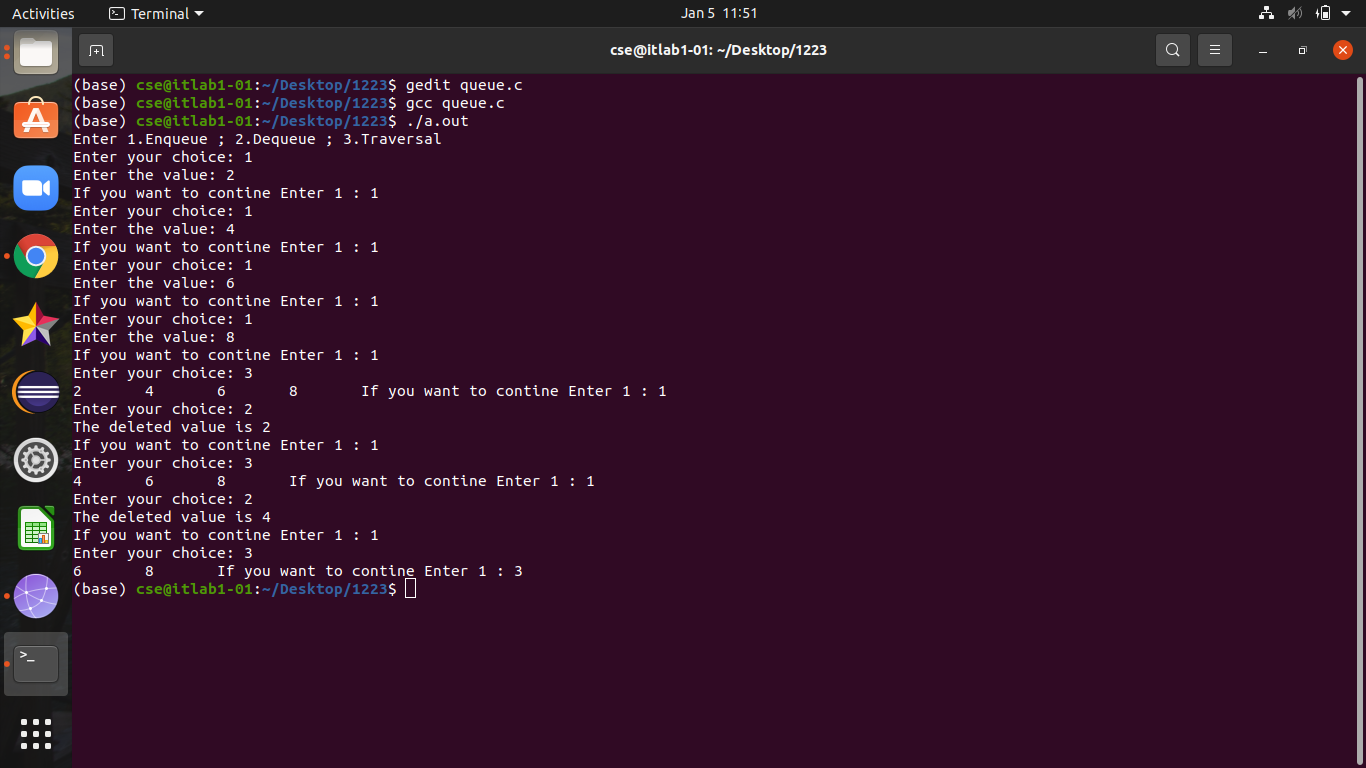 Activities
Terminal
Jan 5 11:51
cse@itlab1-01: ~/Desktop/1223
(base) cse@itlab1-01:~/Desktop/1223$ gedit queue.c
(base) cse@itlab1-01:~/Desktop/1223$ gcc queue.c
(base) cse@itlab1-01:~/Desktop/1223$ ./a.out
Enter 1.Enqueue ; 2.Dequeue ; 3.Traversal
Enter your choice: 1
Enter the value: 2
If you want to contine Enter 1 : 1
Enter your choice: 1
Enter the value: 4
If you want to contine Enter 1 : 1
Enter your choice: 1
Enter the value: 6
If you want to contine Enter 1 : 1
Enter your choice: 1
Enter the value: 8
If you want to contine Enter 1 : 1
Enter your choice: 3
2       4       6       8       If you want to contine Enter 1 : 1
Enter your choice: 2
The deleted value is 2
If you want to contine Enter 1 : 1
Enter your choice: 3
4       6       8       If you want to contine Enter 1 : 1
Enter your choice: 2
The deleted value is 4
If you want to contine Enter 1 : 1
Enter your choice: 3
6       8       If you want to contine Enter 1 : 3
(base) cse@itlab1-01:~/Desktop/1223$